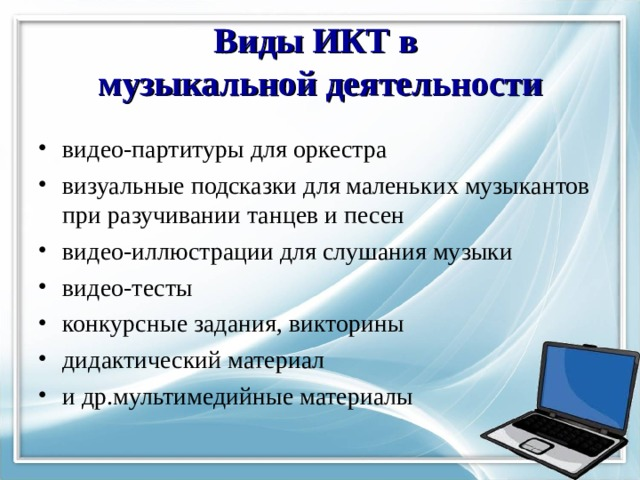 Виды ИКТ в
музыкальной деятельности
• видео-партитуры для оркестра
• визуальные подсказки для маленьких музыкантов
при разучивании танцев и песен
• видео-иллюстрации для слушания музыки
• видео-тесты
• конкурсные задания, викторины
• дидактический материал
• и др.мультимедийные материалы